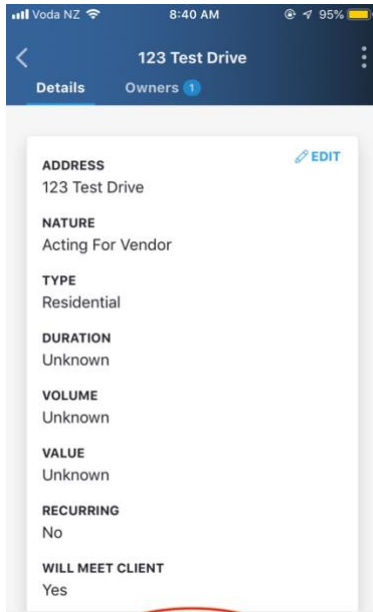 Voda NZ 8:40 AM 95%
123 Test Drive
Details Owners 1
EDIT
ADDRESS
123 Test Drive
NATURE
Acting For Vendor
TYPE
Residential
DURATION
Unknown
VOLUME
Unknown
VALUE
Unknown
RECURRING
No
WILL MEET CLIENT
Yes